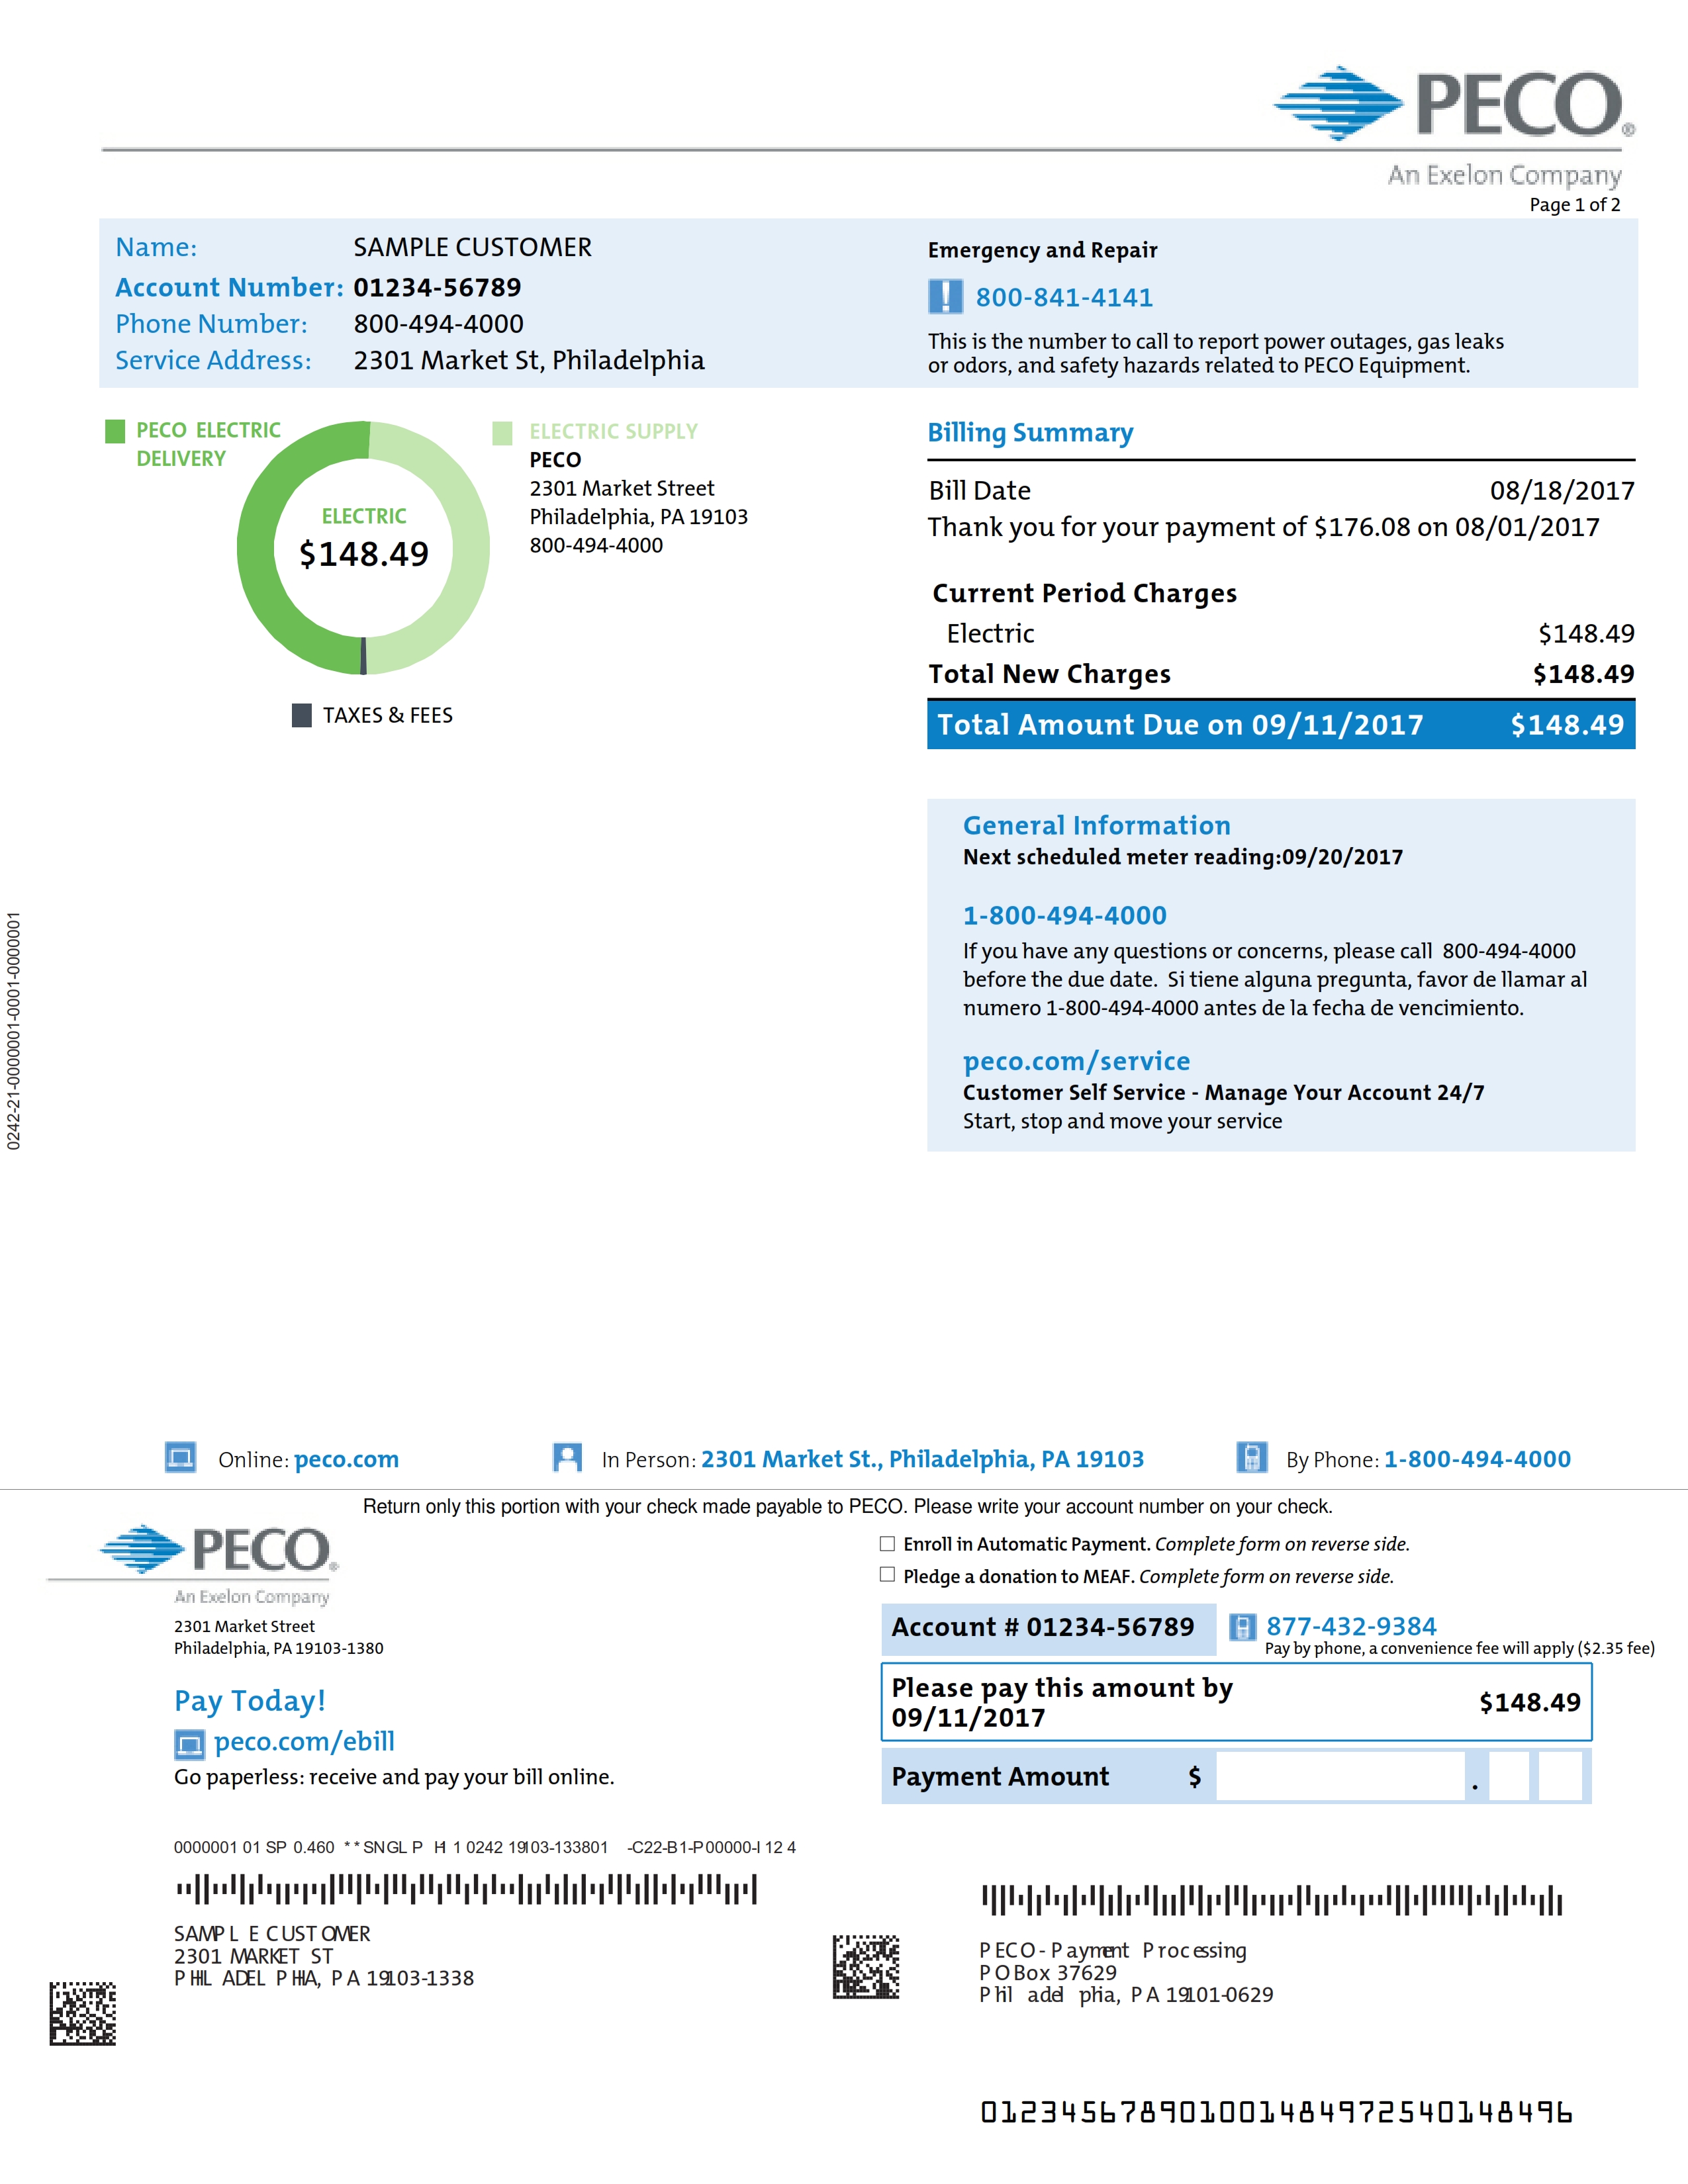 PECO®
An Exelon Company
Page 1 of 2
Name: SAMPLE CUSTOMER
Account Number: 01234-56789
Phone Number: 800-494-4000
Service Address: 2301 Market St, Philadelphia
Emergency and Repair
800-841-4141
This is the number to call to report power outages, gas leaks
or odors, and safety hazards related to PECO Equipment.
PECO ELECTRIC
DELIVERY
ELECTRIC
$148.49
TAXES & FEES
ELECTRIC SUPPLY
PECO
2301 Market Street
Philadelphia, PA 19103
800-494-4000
Billing Summary
Bill Date 08/18/2017
Thank you for your payment of $176.08 on 08/01/2017
Current Period Charges
Electric $148.49
Total New Charges $148.49
Total Amount Due on 09/11/2017 $148.49
General Information
Next scheduled meter reading:09/20/2017
1-800-494-4000
If you have any questions or concerns, please call 800-494-4000
before the due date. Si tiene alguna pregunta, favor de llamar al
numero 1-800-494-4000 antes de la fecha de vencimiento.
peco.com/service
Customer Self Service - Manage Your Account 24/7
Start, stop and move your service
0242-21-0000001-0001-0000001
Online: peco.com
In Person: 2301 Market St., Philadelphia, PA 19103
By Phone: 1-800-494-4000
Return only this portion with your check made payable to PECO. Please write your account number on your check.
PECO®
An Exelon Company
2301 Market Street
Philadelphia, PA 19103-1380
Pay Today!
peco.com/ebill
Go paperless: receive and pay your bill online.
Enroll in Automatic Payment. Complete form on reverse side.
Pledge a donation to MEAF. Complete form on reverse side.
Account # 01234-56789
877-432-9384
Pay by phone, a convenience fee will apply ($2.35 fee)
Please pay this amount by
09/11/2017 $148.49
Payment Amount $ .
0000001 01 SP 0.460 **SNGL P H 1 1 0242 19103-133801 -C22-B1-P00000-I 12 4
SAMPLE CUSTOMER
2301 MARKET ST
PHILADELPHIA, PA 19103-1338
PECO - Payment Processing
PO Box 37629
Philadelphia, PA 19101-0629
012345678901001484972540148496